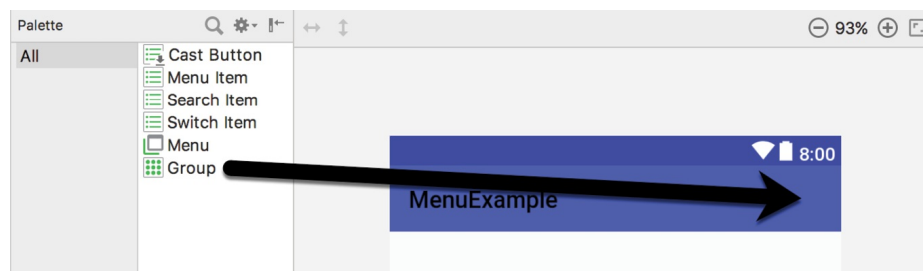 Palette
93%
All
Cast Button
Menu Item
Search Item
Switch Item
Menu
Group
8:00
MenuExample